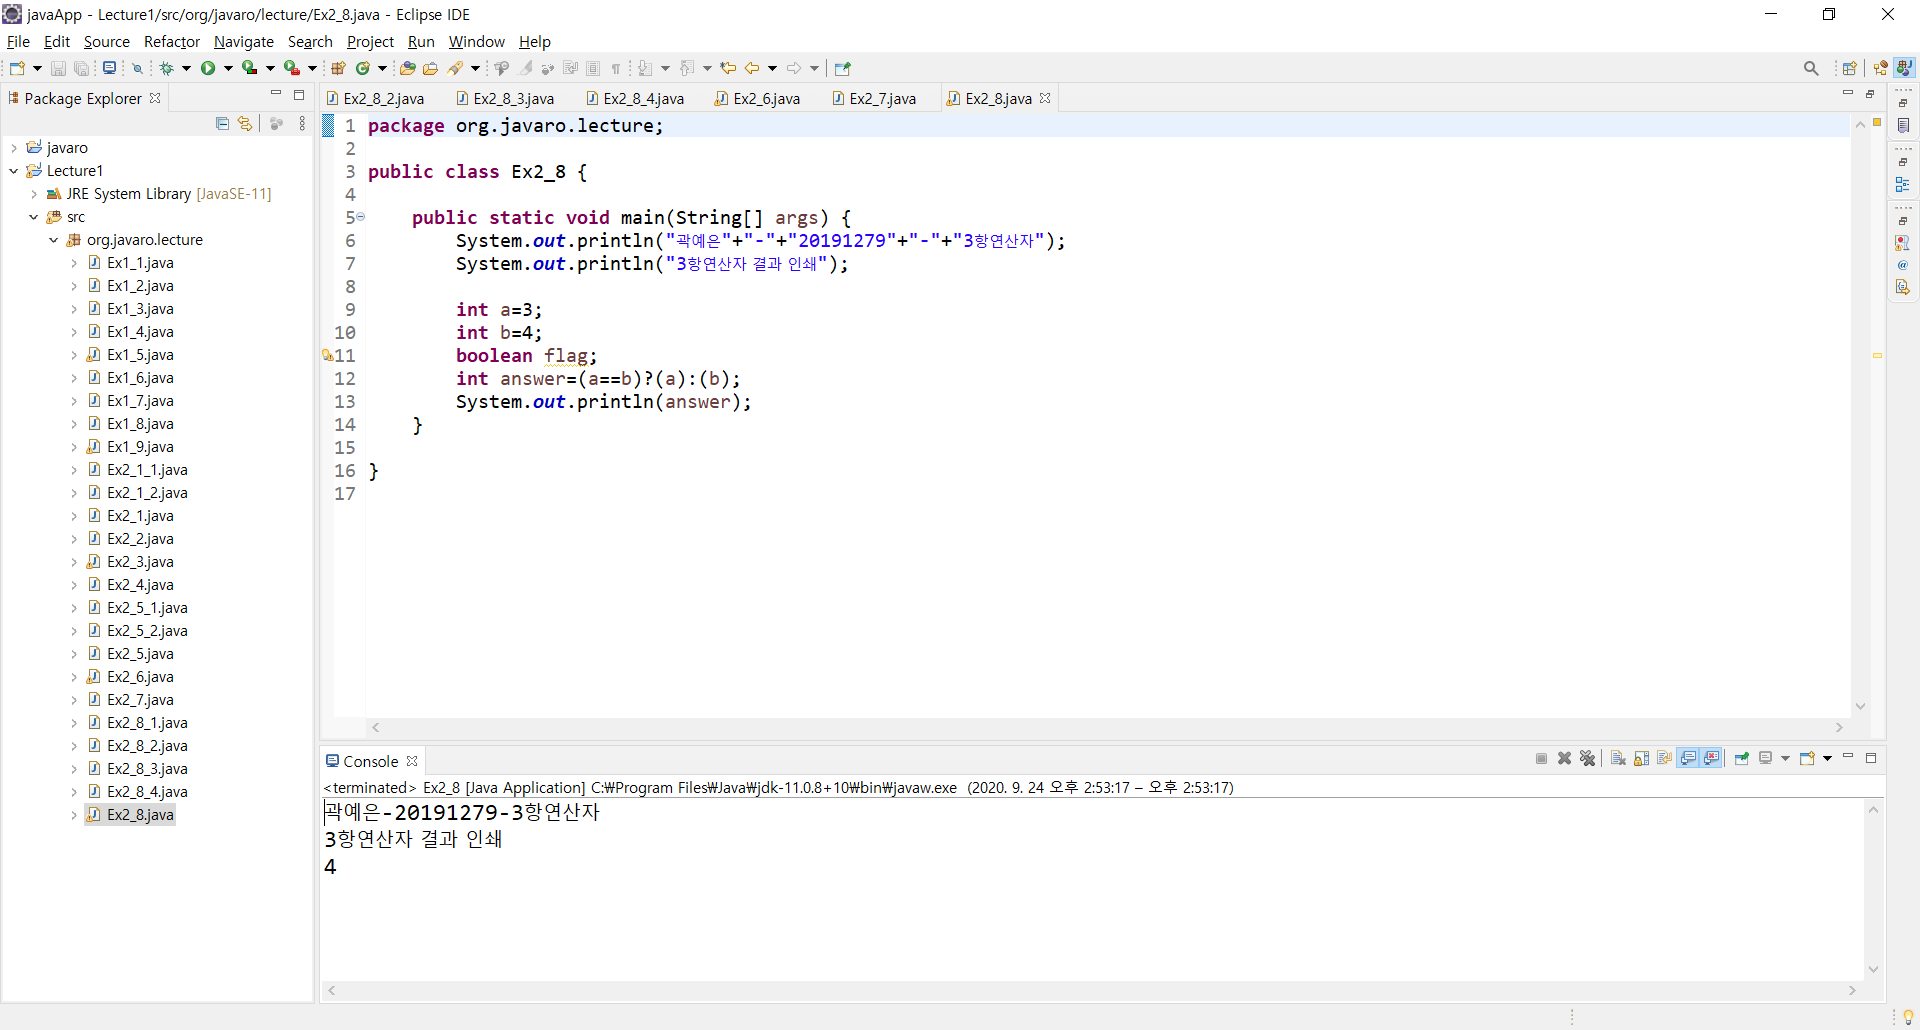 javaApp - Lecture1/src/org/javaro/lecture/Ex2_8.java - Eclipse IDE
File Edit Source Refactor Navigate Search Project Run Window Help
Package Explorer
javaro
Lecture1
JRE System Library [JavaSE-11]
src
org.javaro.lecture
Ex1_1.java
Ex1_2.java
Ex1_3.java
Ex1_4.java
Ex1_5.java
Ex1_6.java
Ex1_7.java
Ex1_8.java
Ex1_9.java
Ex2_1_1.java
Ex2_1_2.java
Ex2_1.java
Ex2_2.java
Ex2_3.java
Ex2_4.java
Ex2_5_1.java
Ex2_5_2.java
Ex2_5.java
Ex2_6.java
Ex2_7.java
Ex2_8_1.java
Ex2_8_2.java
Ex2_8_3.java
Ex2_8_4.java
Ex2_8.java
Ex2_8_2.java Ex2_8_3.java Ex2_8_4.java Ex2_6.java Ex2_7.java Ex2_8.java
1 package org.javaro.lecture;
2
3 public class Ex2_8 {
4
5 public static void main(String[] args) {
6 System.out.println("곽예은"+"-"+"20191279"+"-"+"3항연산자");
7 System.out.println("3항연산자 결과 인쇄");
8
9 int a=3;
10 int b=4;
11 boolean flag;
12 int answer=(a==b)?(a):(b);
13 System.out.println(answer);
14 }
15
16 }
17
Console
<terminated> Ex2_8 [Java Application] C:₩Program Files₩Java₩jdk-11.0.8+10₩bin₩javaw.exe (2020. 9. 24 오후 2:53:17 – 오후 2:53:17)
곽예은-20191279-3항연산자
3항연산자 결과 인쇄
4